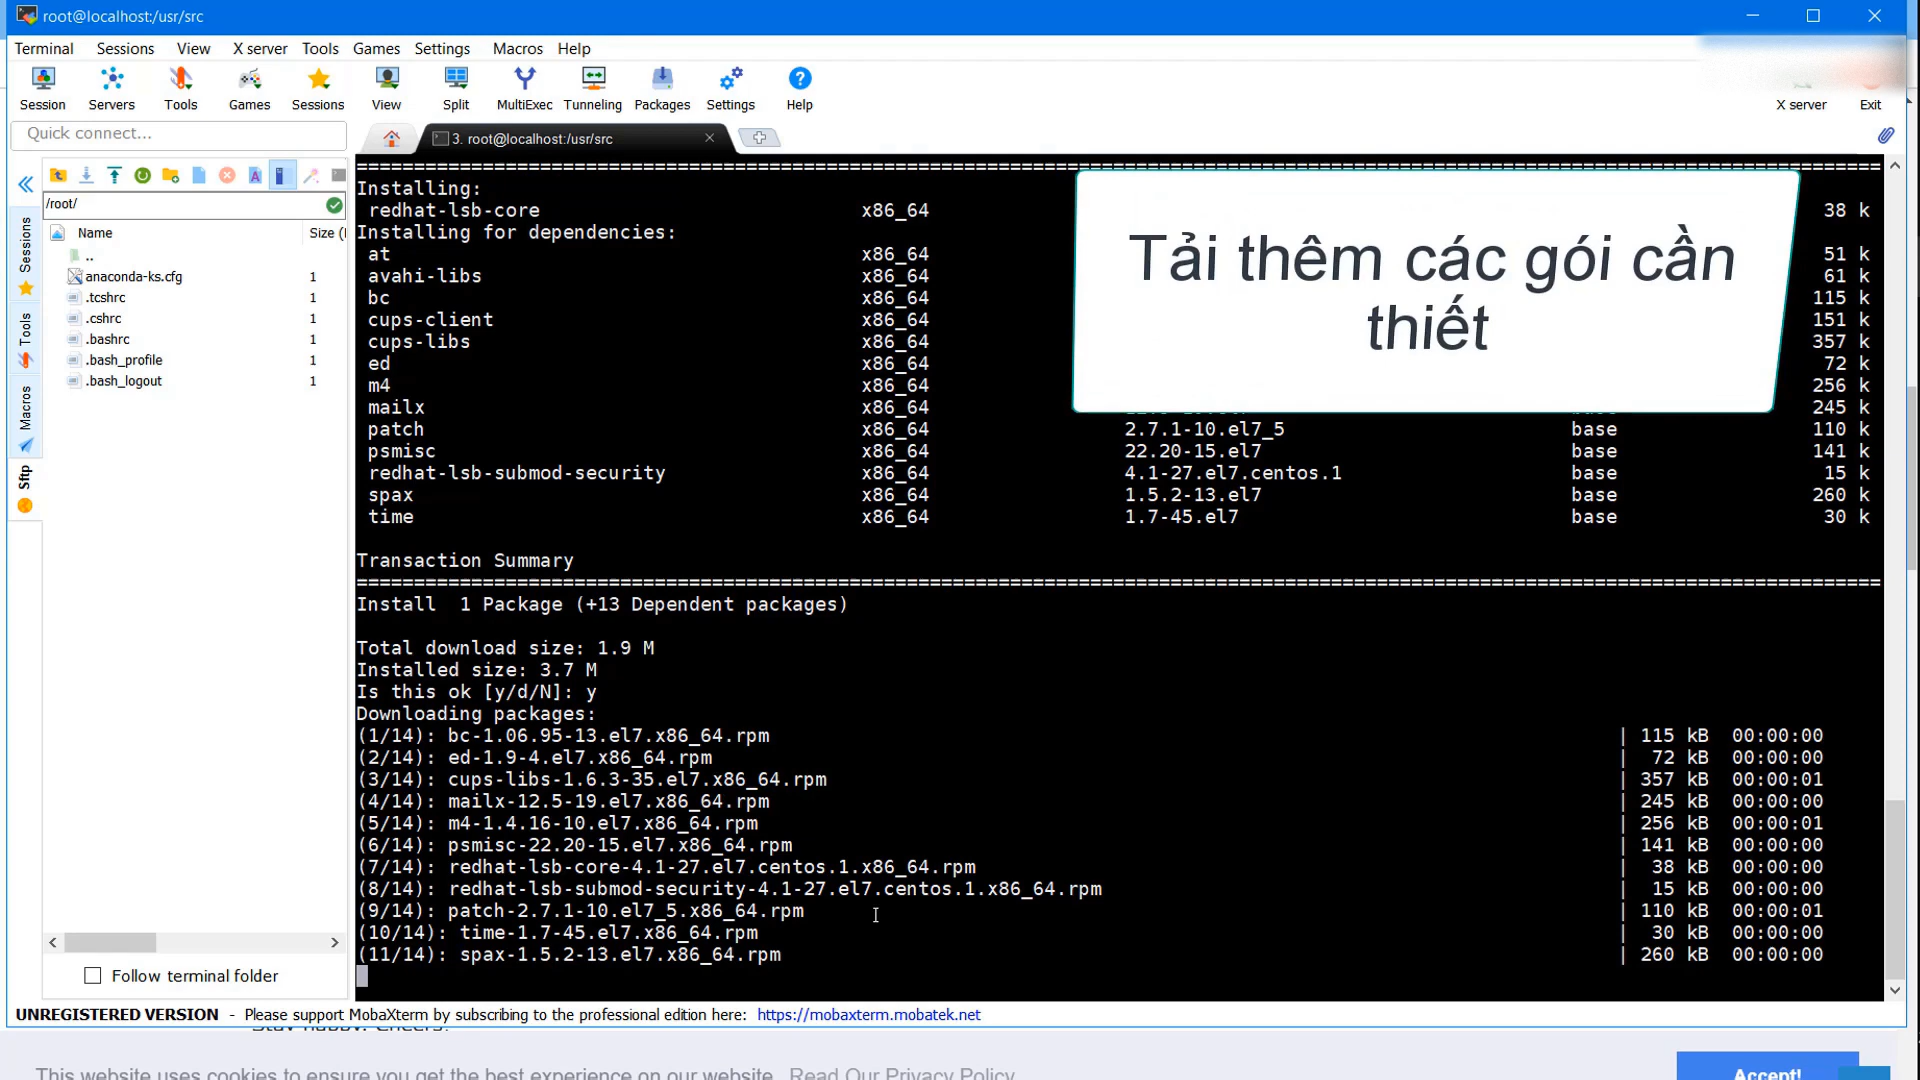 root@localhost:/usr/src
Terminal Sessions View X server Tools Games Settings Macros Help
Session Servers Tools Games Sessions View Split MultiExec Tunneling Packages Settings Help X server Exit
Quick connect...
3. root@localhost:/usr/src
/root/
Name Size (
..
anaconda-ks.cfg 1
.tcshrc 1
.cshrc 1
.bashrc 1
.bash_profile 1
.bash_logout 1
Sessions
Tools
Macros
Sftp
Follow terminal folder
Tải thêm các gói cần
thiết
================================================================
Installing:
redhat-lsb-core x86_64 38 k
Installing for dependencies:
at x86_64 51 k
avahi-libs x86_64 61 k
bc x86_64 115 k
cups-client x86_64 151 k
cups-libs x86_64 357 k
ed x86_64 72 k
m4 x86_64 256 k
mailx x86_64 245 k
patch x86_64 2.7.1-10.el7_5 base 110 k
psmisc x86_64 22.20-15.el7 base 141 k
redhat-lsb-submod-security x86_64 4.1-27.el7.centos.1 base 15 k
spax x86_64 1.5.2-13.el7 base 260 k
time x86_64 1.7-45.el7 base 30 k
Transaction Summary
================================================================
Install 1 Package (+13 Dependent packages)
Total download size: 1.9 M
Installed size: 3.7 M
Is this ok [y/d/N]: y
Downloading packages:
(1/14): bc-1.06.95-13.el7.x86_64.rpm | 115 kB 00:00:00
(2/14): ed-1.9-4.el7.x86_64.rpm | 72 kB 00:00:00
(3/14): cups-libs-1.6.3-35.el7.x86_64.rpm | 357 kB 00:00:01
(4/14): mailx-12.5-19.el7.x86_64.rpm | 245 kB 00:00:00
(5/14): m4-1.4.16-10.el7.x86_64.rpm | 256 kB 00:00:01
(6/14): psmisc-22.20-15.el7.x86_64.rpm | 141 kB 00:00:00
(7/14): redhat-lsb-core-4.1-27.el7.centos.1.x86_64.rpm | 38 kB 00:00:00
(8/14): redhat-lsb-submod-security-4.1-27.el7.centos.1.x86_64.rpm | 15 kB 00:00:00
(9/14): patch-2.7.1-10.el7_5.x86_64.rpm | 110 kB 00:00:01
(10/14): time-1.7-45.el7.x86_64.rpm | 30 kB 00:00:00
(11/14): spax-1.5.2-13.el7.x86_64.rpm | 260 kB 00:00:00
UNREGISTERED VERSION - Please support MobaXterm by subscribing to the professional edition here: https://mobaxterm.mobatek.net
This website uses cookies to ensure you get the best experience on our website. Read Our Privacy Policy
Accept!